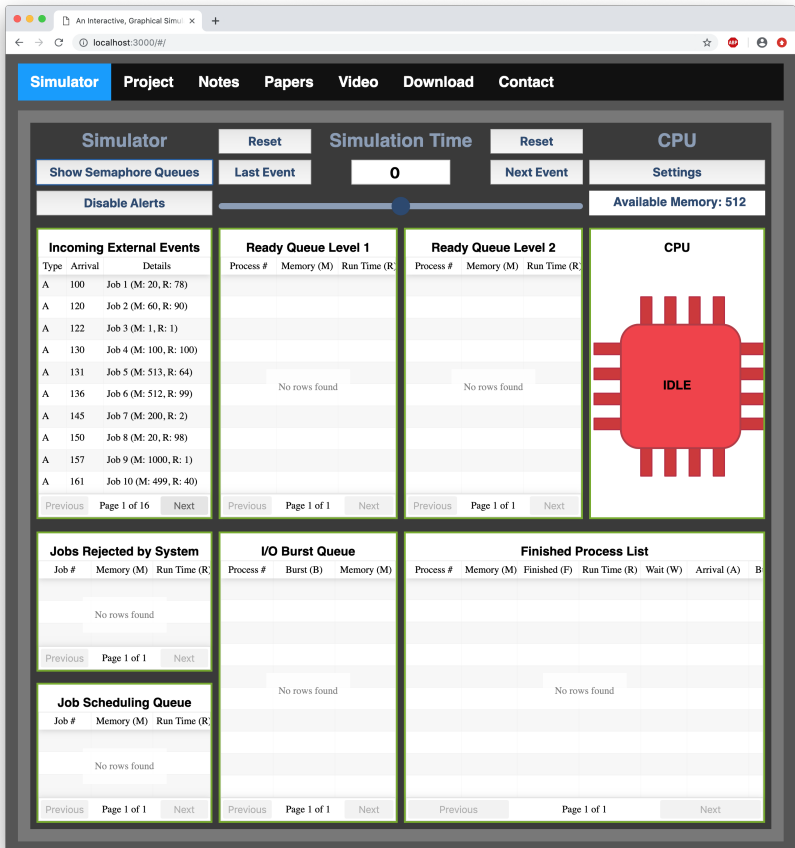 An Interactive, Graphical Simul
localhost:3000/#/
ABP
Simulator Project Notes Papers Video Download Contact
Simulator Reset Simulation Time Reset CPU
Show Semaphore Queues Last Event 0 Next Event Settings
Disable Alerts Available Memory: 512
Incoming External Events
Type Arrival Details
A 100 Job 1 (M: 20, R: 78)
A 120 Job 2 (M: 60, R: 90)
A 122 Job 3 (M: 1, R: 1)
A 130 Job 4 (M: 100, R: 100)
A 131 Job 5 (M: 513, R: 64)
A 136 Job 6 (M: 512, R: 99)
A 145 Job 7 (M: 200, R: 2)
A 150 Job 8 (M: 20, R: 98)
A 157 Job 9 (M: 1000, R: 1)
A 161 Job 10 (M: 499, R: 40)
Previous Page 1 of 16 Next
Ready Queue Level 1
Process # Memory (M) Run Time (R)
No rows found
Previous Page 1 of 1 Next
Ready Queue Level 2
Process # Memory (M) Run Time (R)
No rows found
Previous Page 1 of 1 Next
CPU
IDLE
Jobs Rejected by System
Job # Memory (M) Run Time (R)
No rows found
Previous Page 1 of 1 Next
Job Scheduling Queue
Job # Memory (M) Run Time (R)
No rows found
Previous Page 1 of 1 Next
I/O Burst Queue
Process # Burst (B) Memory (M)
No rows found
Previous Page 1 of 1 Next
Finished Process List
Process # Memory (M) Finished (F) Run Time (R) Wait (W) Arrival (A) B
No rows found
Previous Page 1 of 1 Next